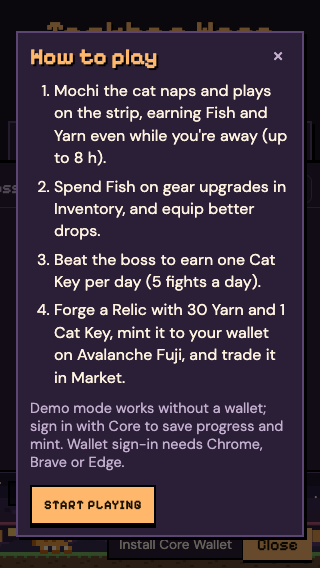 How to play
×
1. Mochi the cat naps and plays
on the strip, earning Fish and
Yarn even while you're away (up
to 8 h).
2. Spend Fish on gear upgrades in
Inventory, and equip better
drops.
3. Beat the boss to earn one Cat
Key per day (5 fights a day).
4. Forge a Relic with 30 Yarn and 1
Cat Key, mint it to your wallet
on Avalanche Fuji, and trade it
in Market.
Demo mode works without a wallet;
sign in with Core to save progress and
mint. Wallet sign-in needs Chrome,
Brave or Edge.
START PLAYING
Install Core Wallet
Close